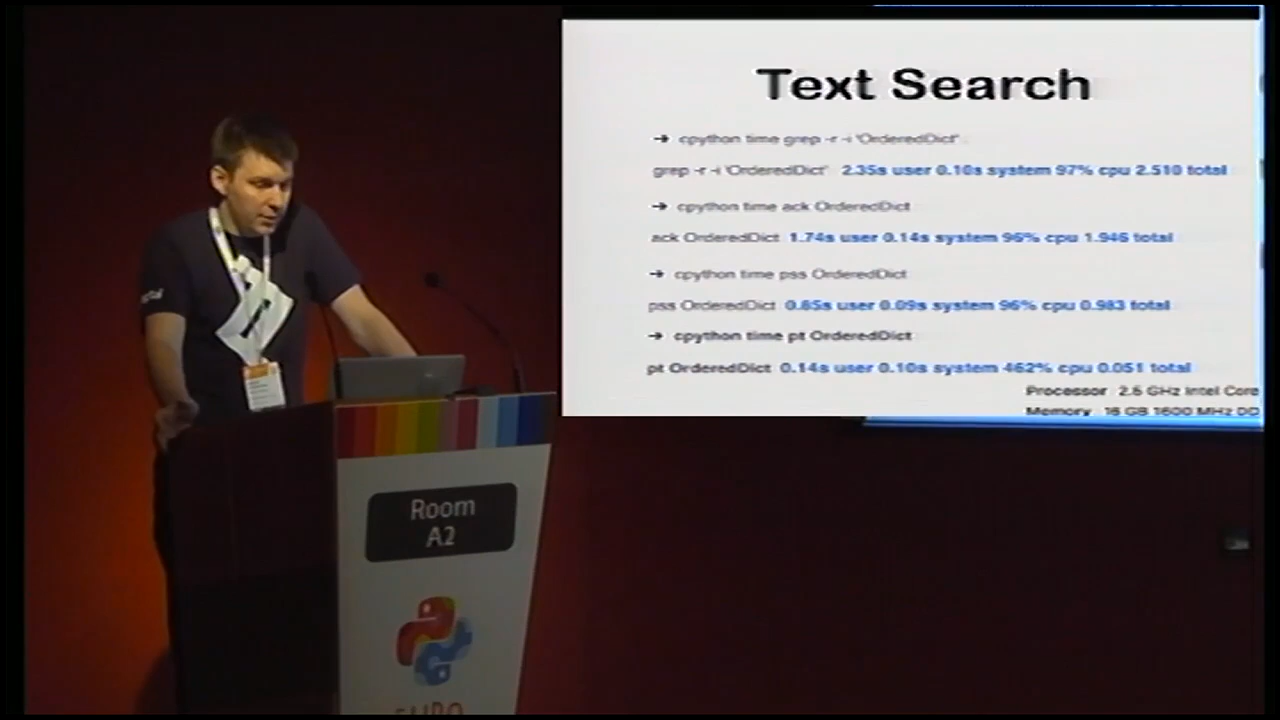 Text Search
➔ cpython time grep -r -i 'OrderedDict' .
grep -r -i 'OrderedDict' 2.35s user 0.10s system 97% cpu 2.510 total
➔ cpython time ack OrderedDict
ack OrderedDict 1.74s user 0.14s system 96% cpu 1.946 total
➔ cpython time pss OrderedDict
pss OrderedDict 0.85s user 0.09s system 96% cpu 0.983 total
➔ cpython time pt OrderedDict
pt OrderedDict 0.14s user 0.10s system 462% cpu 0.051 total
Processor 2.5 GHz Intel Core
Memory 16 GB 1600 MHz DD
Room
A2
EURO